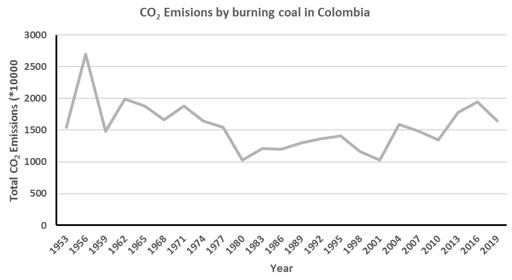 CO₂ Emisions by burning coal in Colombia
Total CO₂ Emissions (*10000
3000
2500
2000
1500
1000
500
0
1953 1956 1959 1962 1965 1968 1971 1974 1977 1980 1983 1986 1989 1992 1995 1998 2001 2004 2007 2010 2013 2016 2019
Year